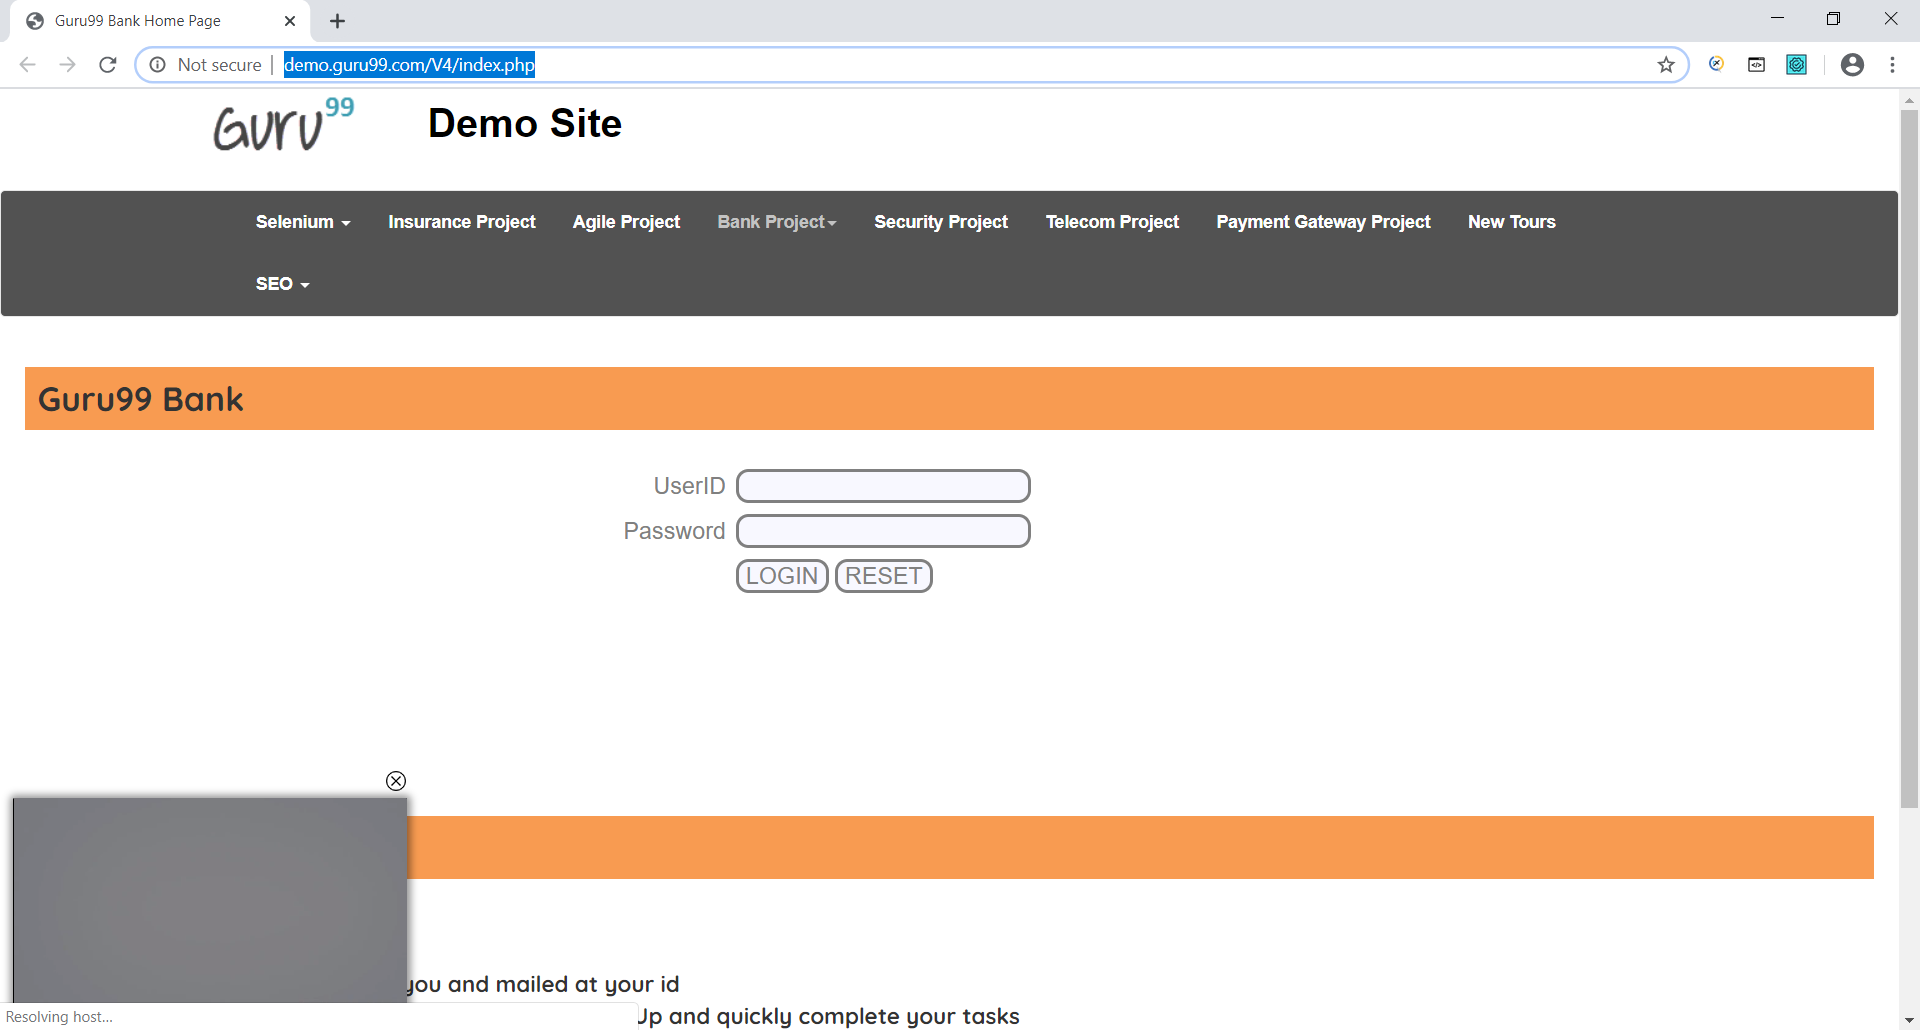 Guru99 Bank Home Page
Not secure | demo.guru99.com/V4/index.php
Guru99 Demo Site
Selenium Insurance Project Agile Project Bank Project Security Project Telecom Project Payment Gateway Project New Tours
SEO
Guru99 Bank
UserID
Password
LOGIN RESET
you and mailed at your id
Up and quickly complete your tasks
Resolving host...